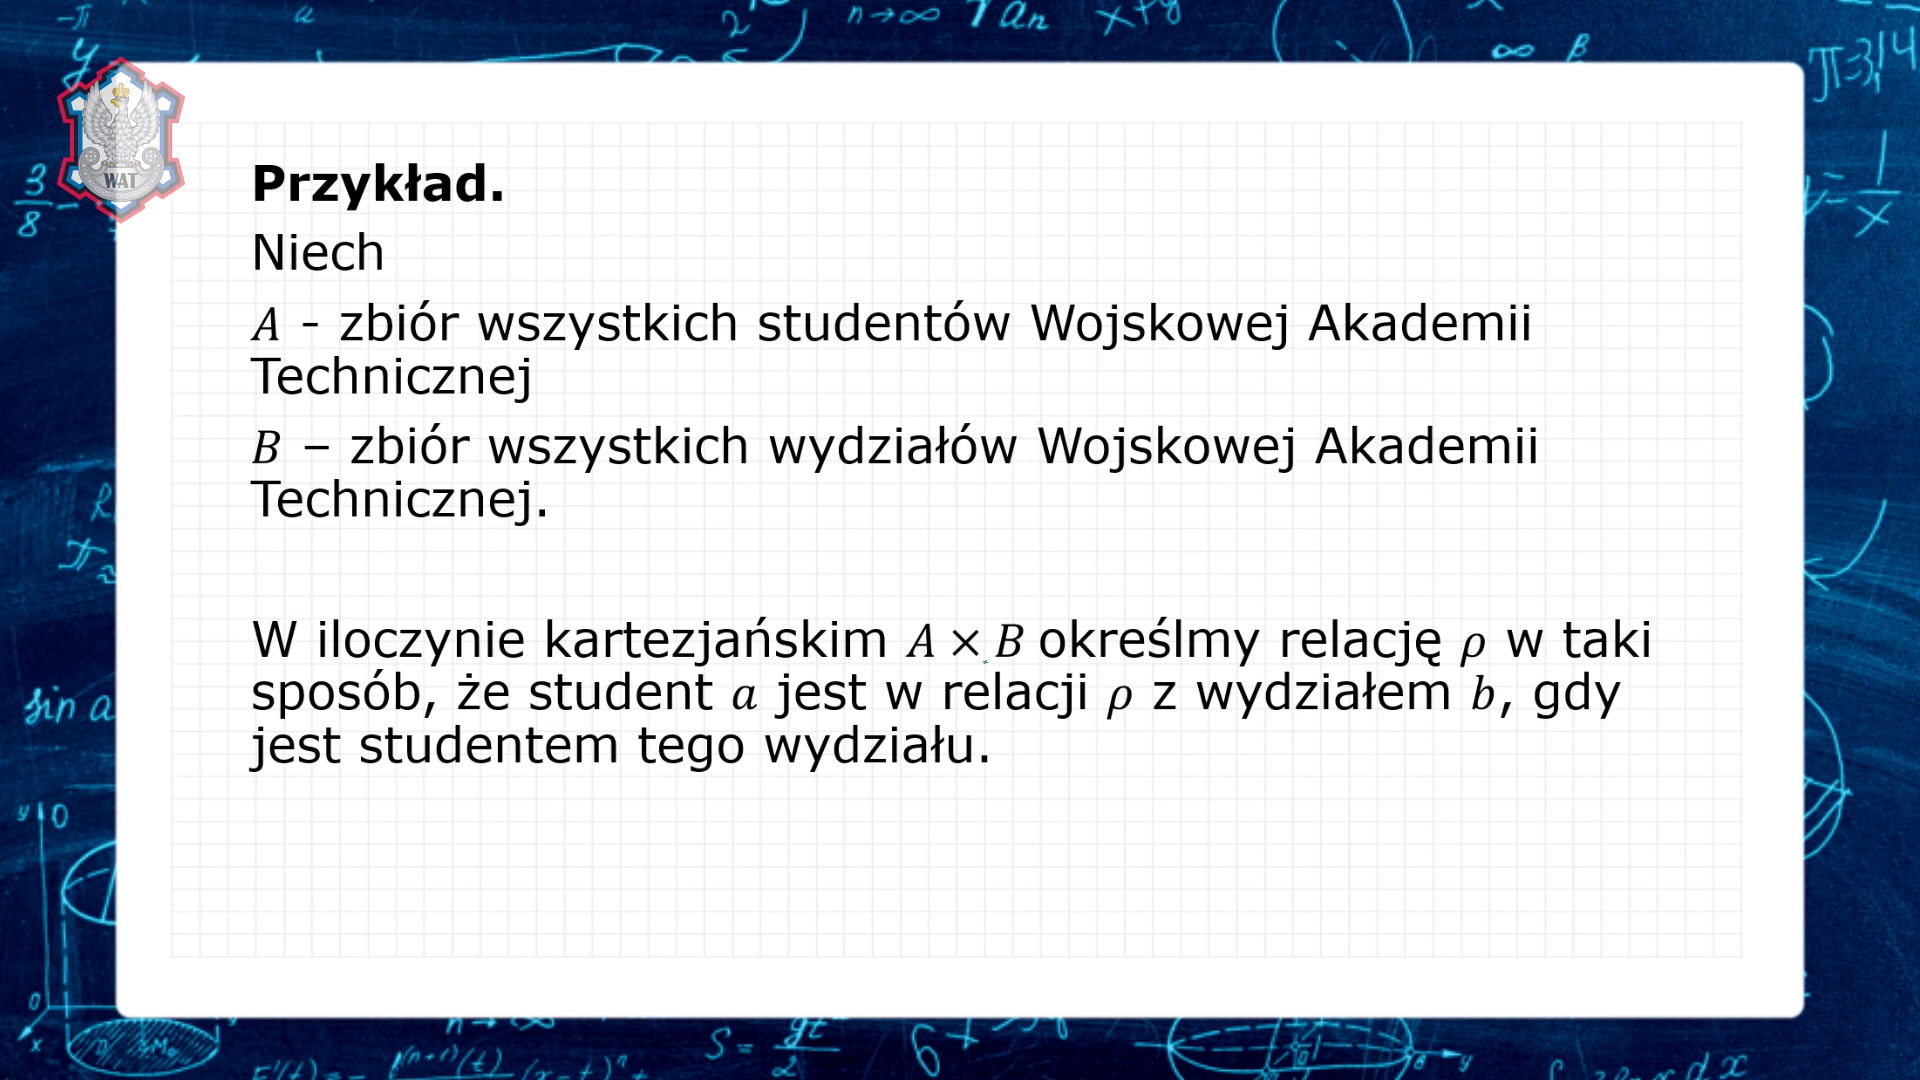 WAT
Przykład.
Niech
A - zbiór wszystkich studentów Wojskowej Akademii
Technicznej
B – zbiór wszystkich wydziałów Wojskowej Akademii
Technicznej.
W iloczynie kartezjańskim A × B określmy relację ρ w taki
sposób, że student a jest w relacji ρ z wydziałem b, gdy
jest studentem tego wydziału.